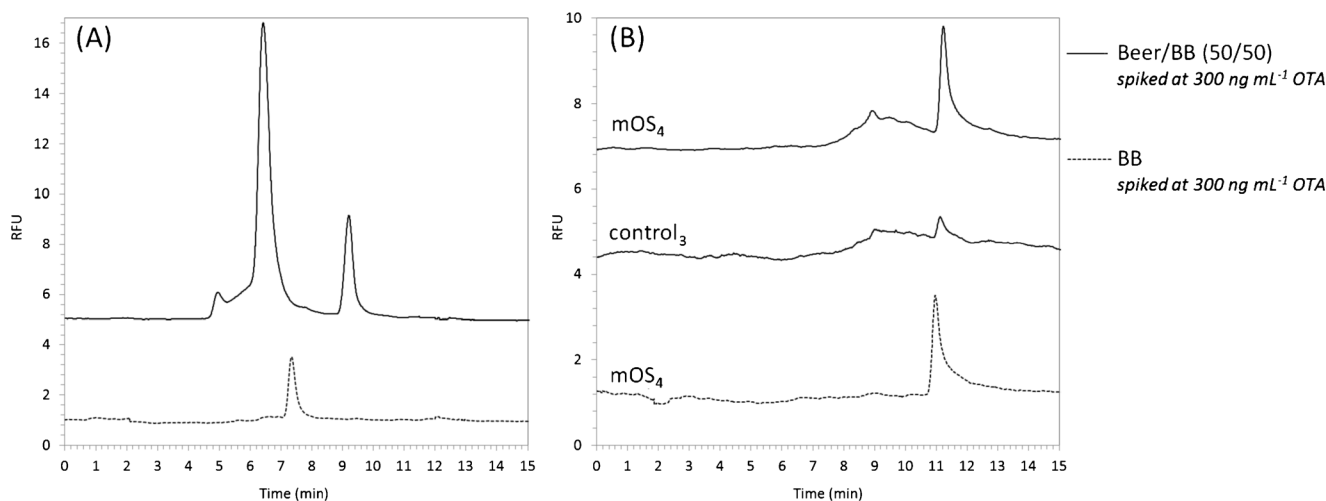 (A)
RFU
16
14
12
10
8
6
4
2
0
0 1 2 3 4 5 6 7 8 9 10 11 12 13 14 15
Time (min)
(B)
RFU
10
8
6
4
2
0
mOS₄
control₃
mOS₄
0 1 2 3 4 5 6 7 8 9 10 11 12 13 14 15
Time (min)
Beer/BB (50/50)
spiked at 300 ng mL⁻¹ OTA
BB
spiked at 300 ng mL⁻¹ OTA